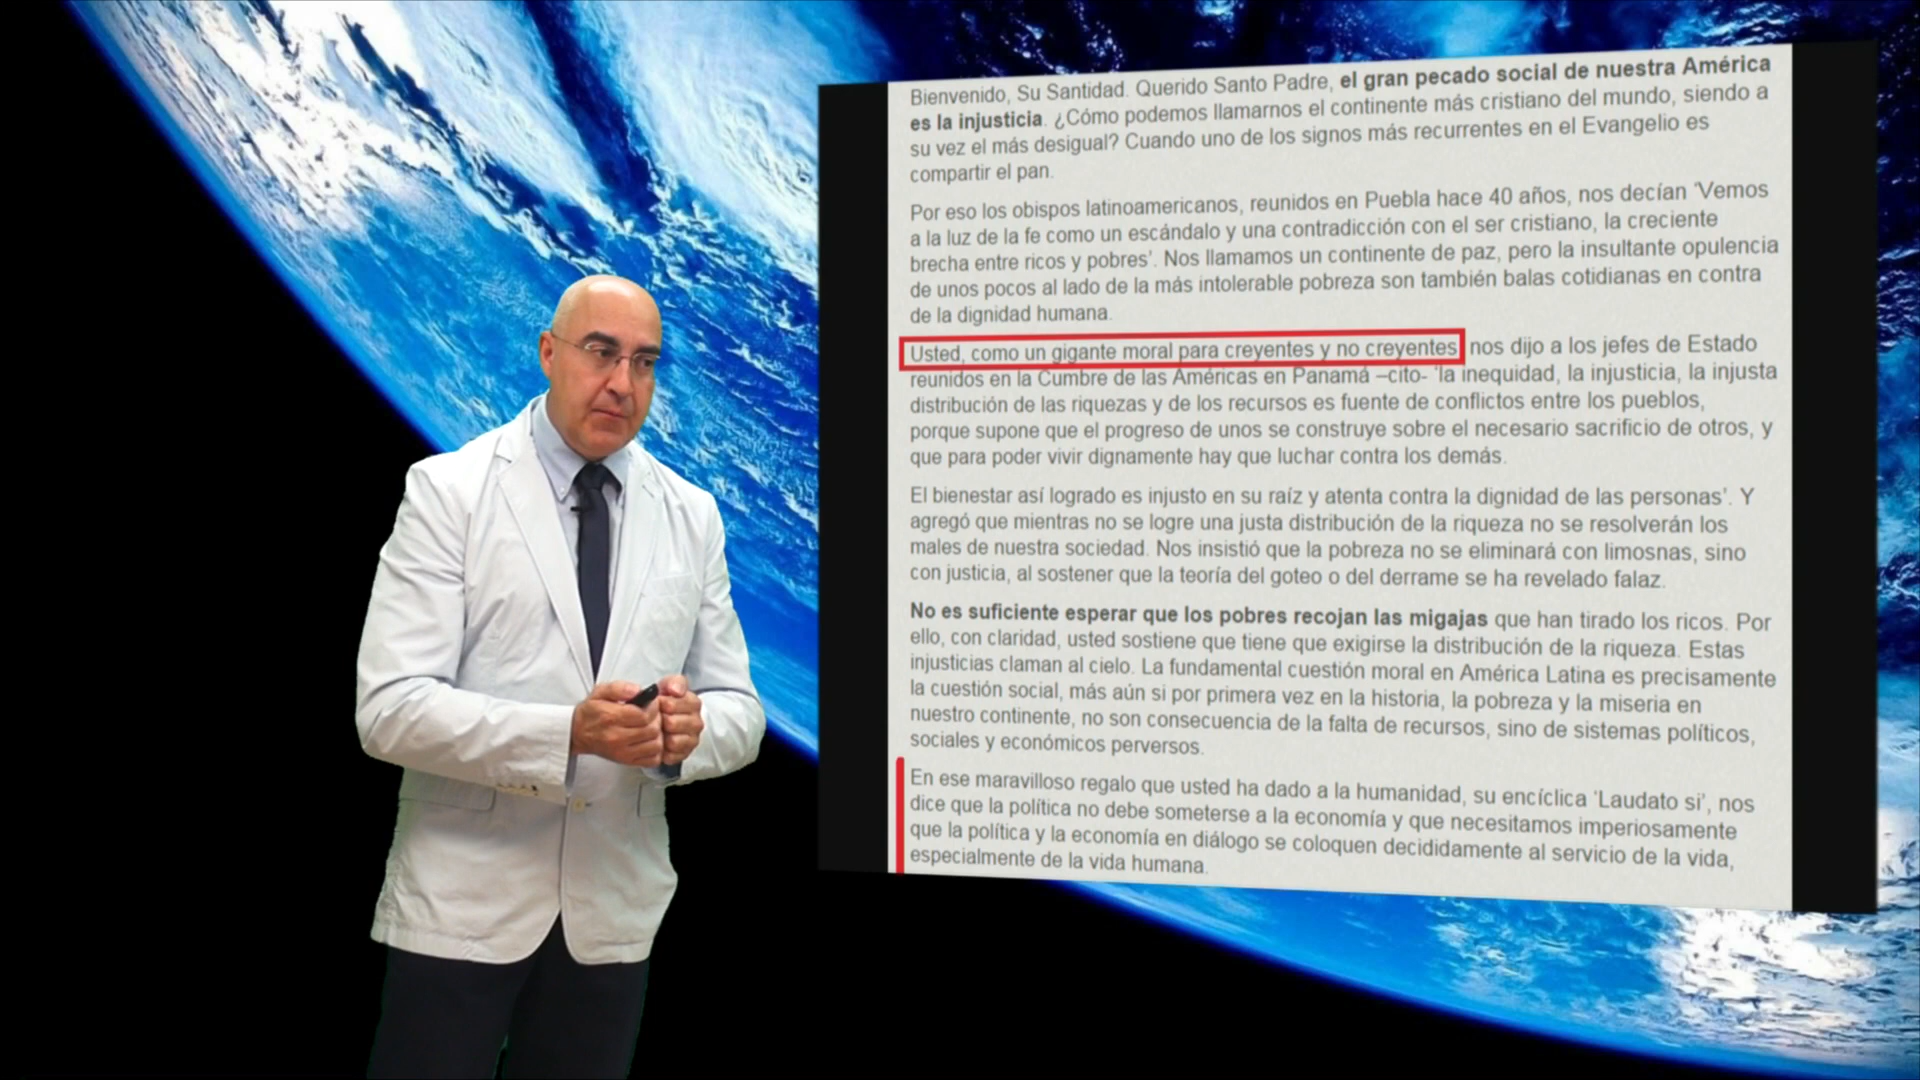 Bienvenido, Su Santidad. Querido Santo Padre, el gran pecado social de nuestra América
es la injusticia. ¿Cómo podemos llamarnos el continente más cristiano del mundo, siendo a
su vez el más desigual? Cuando uno de los signos más recurrentes en el Evangelio es
compartir el pan.
Por eso los obispos latinoamericanos, reunidos en Puebla hace 40 años, nos decían 'Vemos
a la luz de la fe como un escándalo y una contradicción con el ser cristiano, la creciente
brecha entre ricos y pobres'. Nos llamamos un continente de paz, pero la insultante opulencia
de unos pocos al lado de la más intolerable pobreza son también balas cotidianas en contra
de la dignidad humana.
Usted, como un gigante moral para creyentes y no creyentes nos dijo a los jefes de Estado
reunidos en la Cumbre de las Américas en Panamá –cito- 'la inequidad, la injusticia, la injusta
distribución de las riquezas y de los recursos es fuente de conflictos entre los pueblos,
porque supone que el progreso de unos se construye sobre el necesario sacrificio de otros, y
que para poder vivir dignamente hay que luchar contra los demás.
El bienestar así logrado es injusto en su raíz y atenta contra la dignidad de las personas'. Y
agregó que mientras no se logre una justa distribución de la riqueza no se resolverán los
males de nuestra sociedad. Nos insistió que la pobreza no se eliminará con limosnas, sino
con justicia, al sostener que la teoría del goteo o del derrame se ha revelado falaz.
No es suficiente esperar que los pobres recojan las migajas que han tirado los ricos. Por
ello, con claridad, usted sostiene que tiene que exigirse la distribución de la riqueza. Estas
injusticias claman al cielo. La fundamental cuestión moral en América Latina es precisamente
la cuestión social, más aún si por primera vez en la historia, la pobreza y la miseria en
nuestro continente, no son consecuencia de la falta de recursos, sino de sistemas políticos,
sociales y económicos perversos.
En ese maravilloso regalo que usted ha dado a la humanidad, su encíclica 'Laudato si', nos
dice que la política no debe someterse a la economía y que necesitamos imperiosamente
que la política y la economía en diálogo se coloquen decididamente al servicio de la vida,
especialmente de la vida humana.